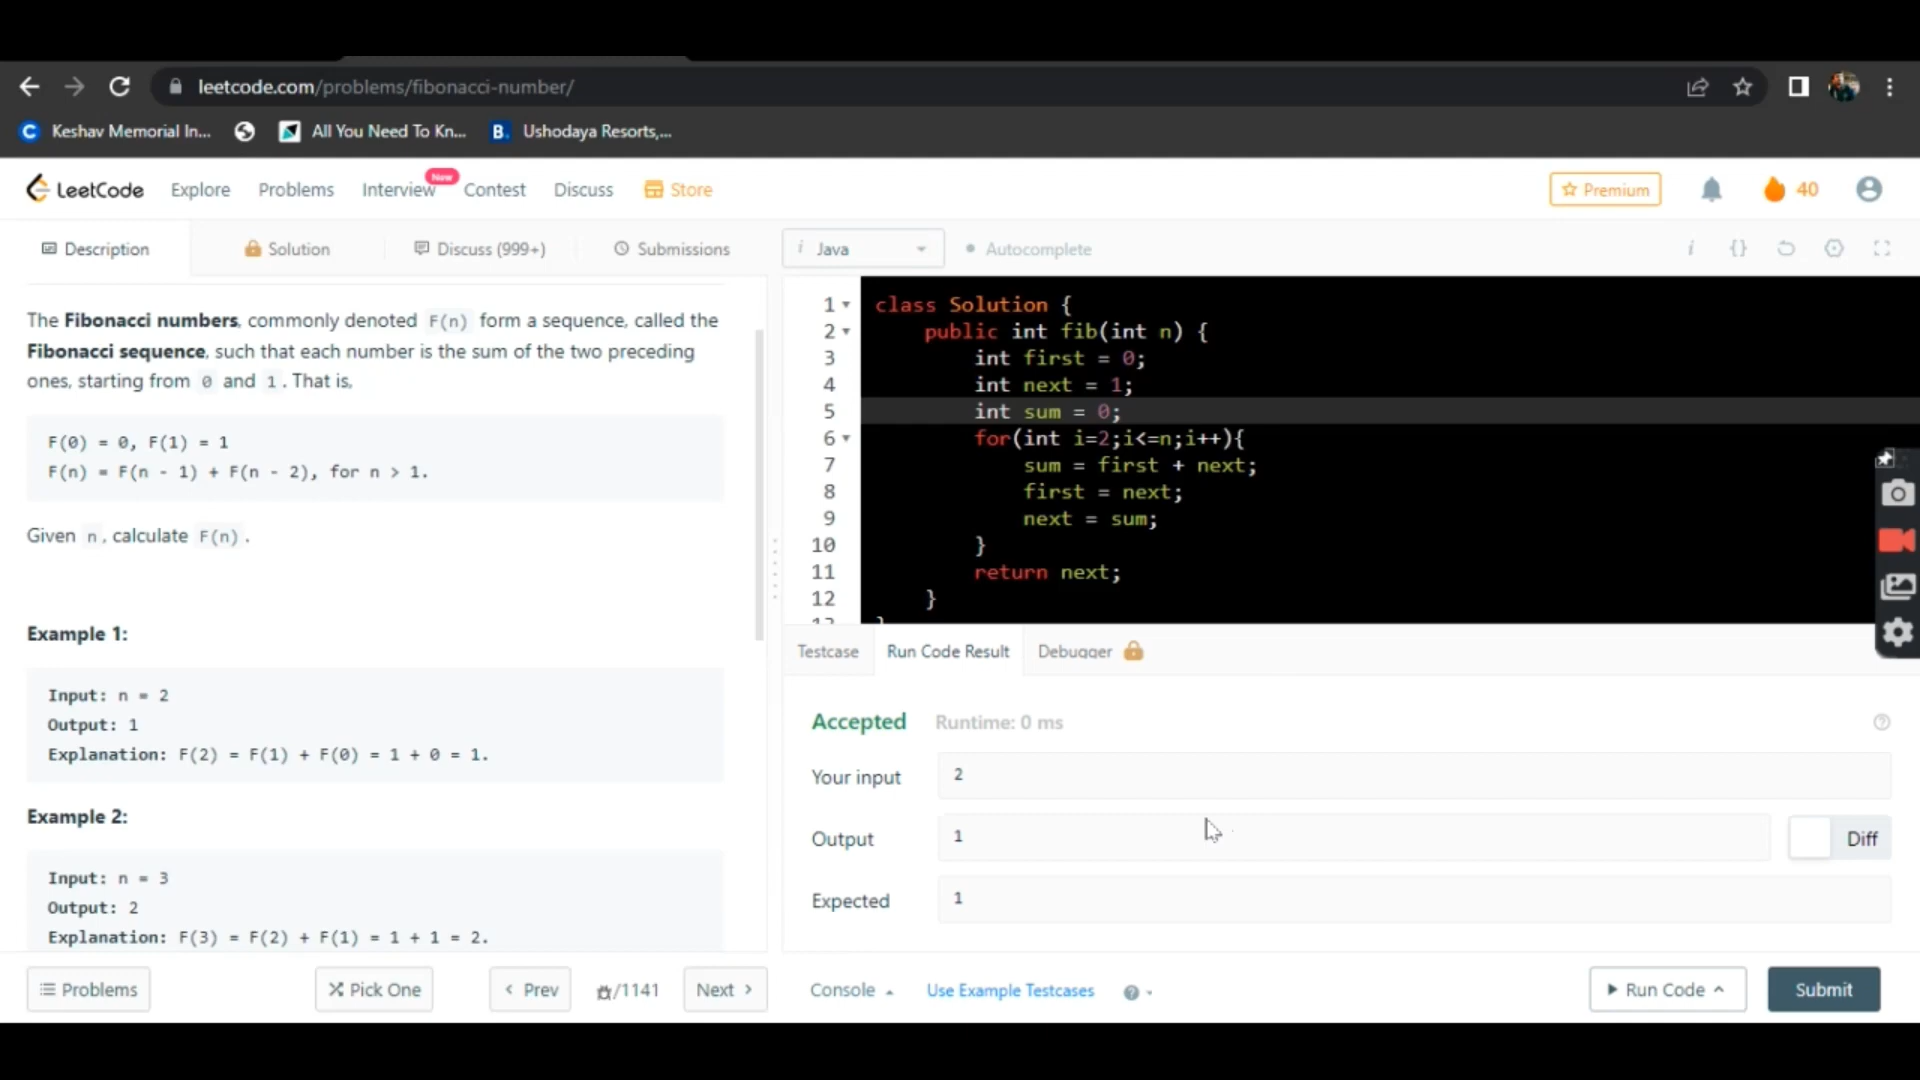 leetcode.com/problems/fibonacci-number/
Keshav Memorial In...
All You Need To Kn...
B.
Ushodaya Resorts,...
LeetCode
Explore
Problems
Interview
New
Contest
Discuss
Store
Premium
40
Description
Solution
Discuss (999+)
Submissions
i Java
Autocomplete
i
{}
The Fibonacci numbers, commonly denoted F(n) form a sequence, called the
Fibonacci sequence, such that each number is the sum of the two preceding
ones, starting from 0 and 1. That is,
F(0) = 0, F(1) = 1
F(n) = F(n - 1) + F(n - 2), for n > 1.
Given n, calculate F(n).
Example 1:
Input: n = 2
Output: 1
Explanation: F(2) = F(1) + F(0) = 1 + 0 = 1.
Example 2:
Input: n = 3
Output: 2
Explanation: F(3) = F(2) + F(1) = 1 + 1 = 2.
Problems
Pick One
< Prev
/1141
Next >
1 class Solution {
2 public int fib(int n) {
3 int first = 0;
4 int next = 1;
5 int sum = 0;
6 for(int i=2;i<=n;i++){
7 sum = first + next;
8 first = next;
9 next = sum;
10 }
11 return next;
12 }
13 }
Testcase
Run Code Result
Debugger
Accepted
Runtime: 0 ms
Your input
2
Output
1
Diff
Expected
1
Console
Use Example Testcases
Run Code
Submit